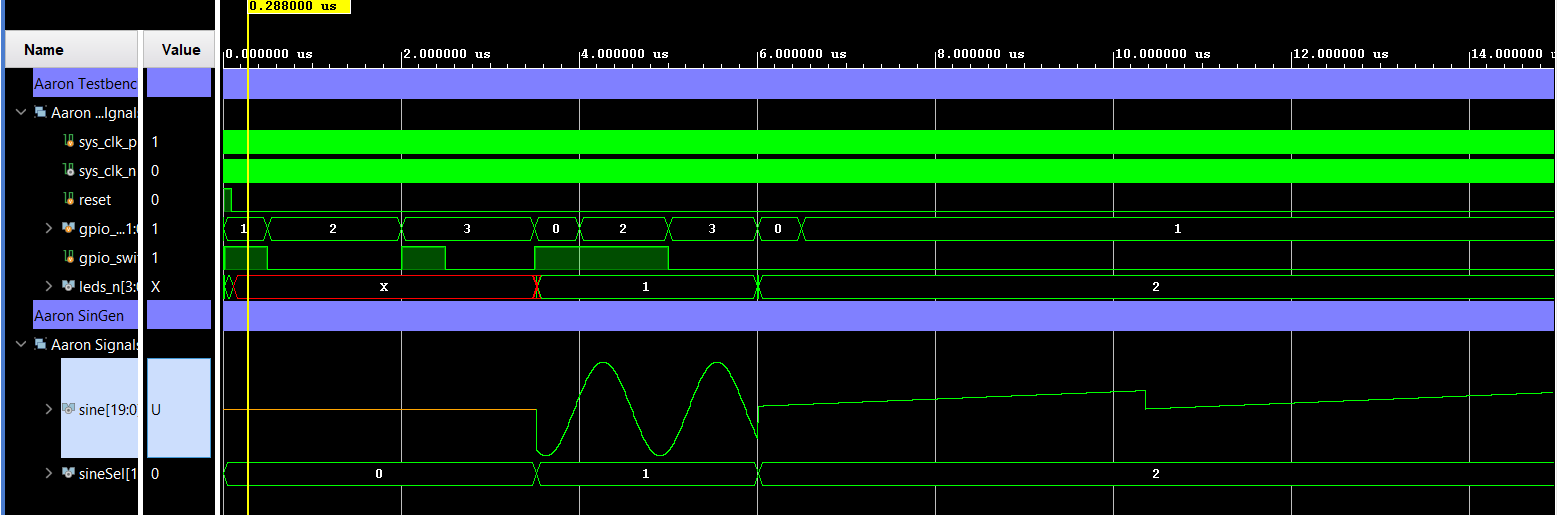 0.288000 us
Name Value 0.000000 us 2.000000 us 4.000000 us 6.000000 us 8.000000 us 10.000000 us 12.000000 us 14.000000 us
Aaron Testbenc
Aaron ...Ignal
sys_clk_p 1
sys_clk_n 0
reset 0
gpio_...1:0 1 1 2 3 0 2 3 0 1
gpio_swi 1
leds_n[3:0 X X 1 2
Aaron SinGen
Aaron Signals
sine[19:0 U
sineSel[1 0 0 1 2